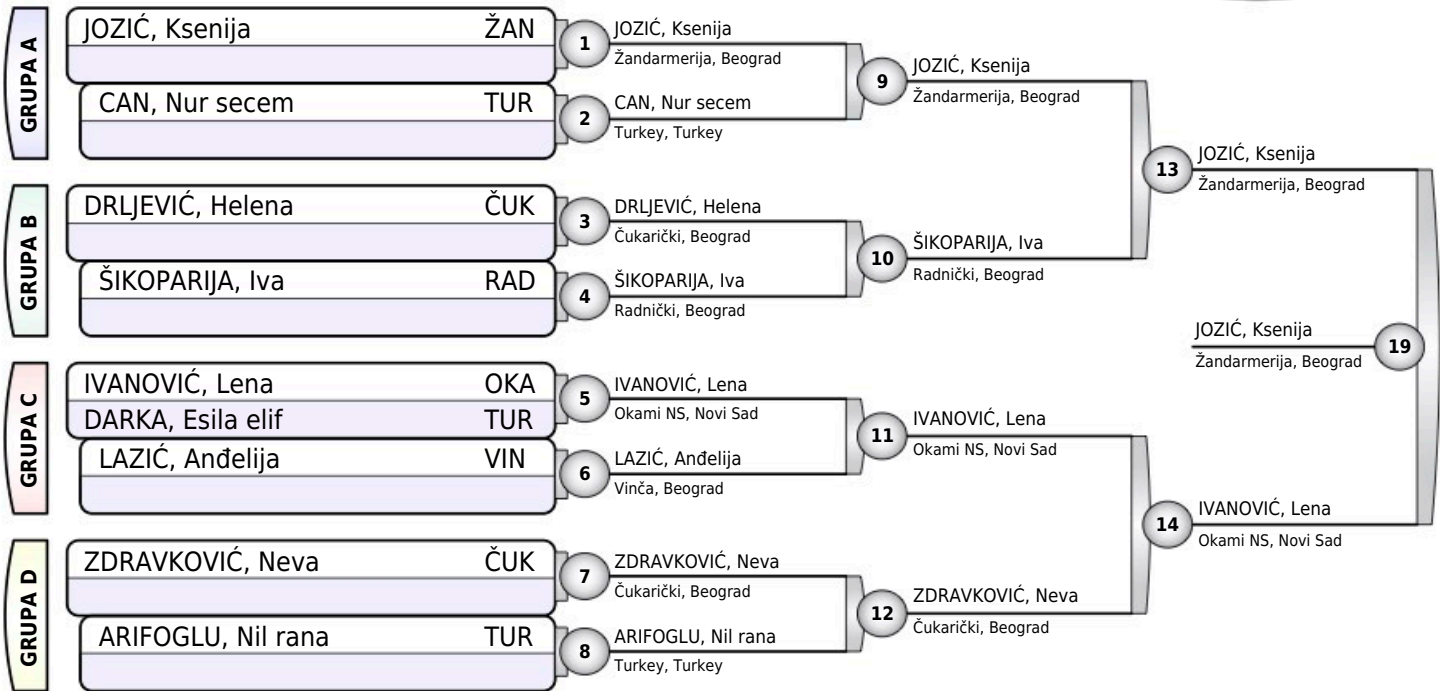 GRUPA A
JOZIĆ, Ksenija ŽAN
CAN, Nur secem TUR
1
JOZIĆ, Ksenija
Žandarmerija, Beograd
2
CAN, Nur secem
Turkey, Turkey
9
JOZIĆ, Ksenija
Žandarmerija, Beograd
GRUPA B
DRLJEVIĆ, Helena ČUK
ŠIKOPARIJA, Iva RAD
3
DRLJEVIĆ, Helena
Čukarički, Beograd
4
ŠIKOPARIJA, Iva
Radnički, Beograd
10
ŠIKOPARIJA, Iva
Radnički, Beograd
13
JOZIĆ, Ksenija
Žandarmerija, Beograd
GRUPA C
IVANOVIĆ, Lena OKA
DARKA, Esila elif TUR
LAZIĆ, Anđelija VIN
5
IVANOVIĆ, Lena
Okami NS, Novi Sad
6
LAZIĆ, Anđelija
Vinča, Beograd
11
IVANOVIĆ, Lena
Okami NS, Novi Sad
GRUPA D
ZDRAVKOVIĆ, Neva ČUK
ARIFOGLU, Nil rana TUR
7
ZDRAVKOVIĆ, Neva
Čukarički, Beograd
8
ARIFOGLU, Nil rana
Turkey, Turkey
12
ZDRAVKOVIĆ, Neva
Čukarički, Beograd
14
IVANOVIĆ, Lena
Okami NS, Novi Sad
JOZIĆ, Ksenija
Žandarmerija, Beograd
19